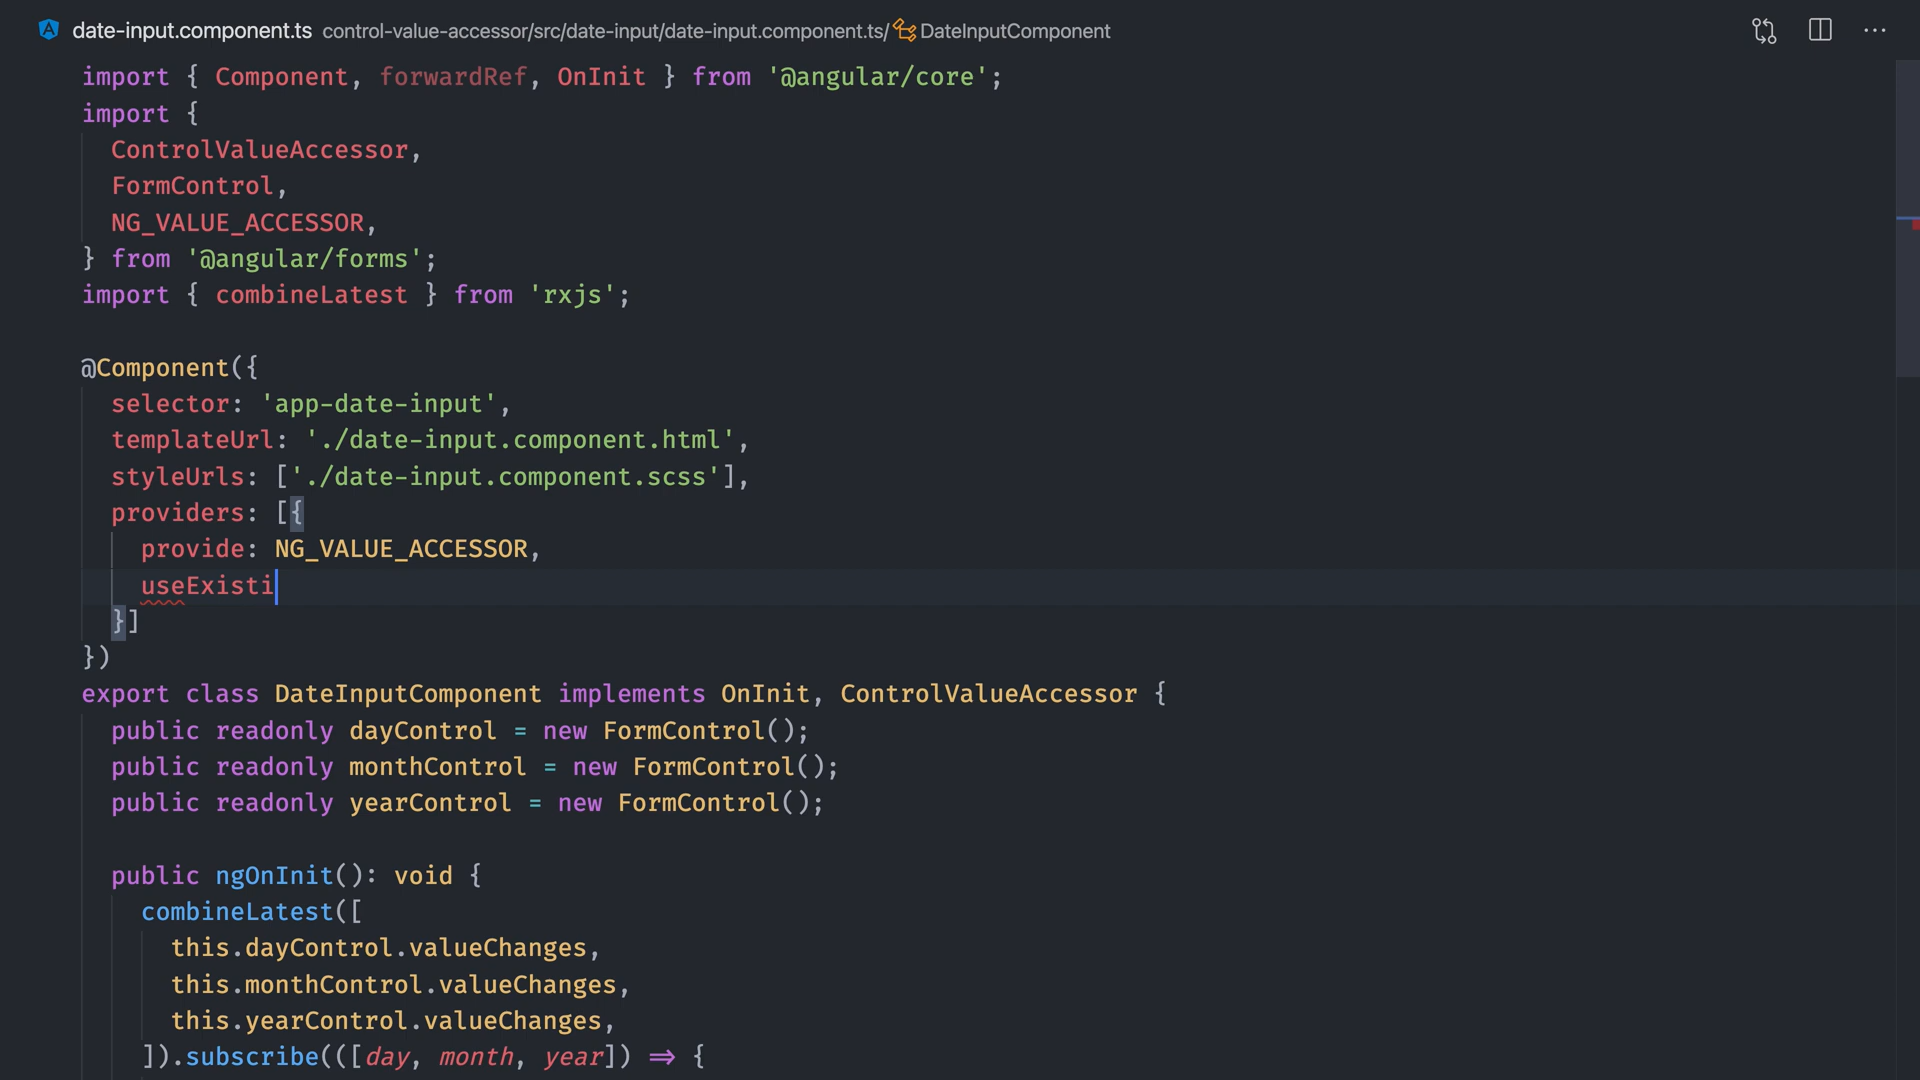 date-input.component.ts control-value-accessor/src/date-input/date-input.component.ts/ DateInputComponent
import { Component, forwardRef, OnInit } from '@angular/core';
import {
  ControlValueAccessor,
  FormControl,
  NG_VALUE_ACCESSOR,
} from '@angular/forms';
import { combineLatest } from 'rxjs';

@Component({
  selector: 'app-date-input',
  templateUrl: './date-input.component.html',
  styleUrls: ['./date-input.component.scss'],
  providers: [{
    provide: NG_VALUE_ACCESSOR,
    useExisti
  }]
})
export class DateInputComponent implements OnInit, ControlValueAccessor {
  public readonly dayControl = new FormControl();
  public readonly monthControl = new FormControl();
  public readonly yearControl = new FormControl();

  public ngOnInit(): void {
    combineLatest([
      this.dayControl.valueChanges,
      this.monthControl.valueChanges,
      this.yearControl.valueChanges,
    ]).subscribe(([day, month, year]) => {